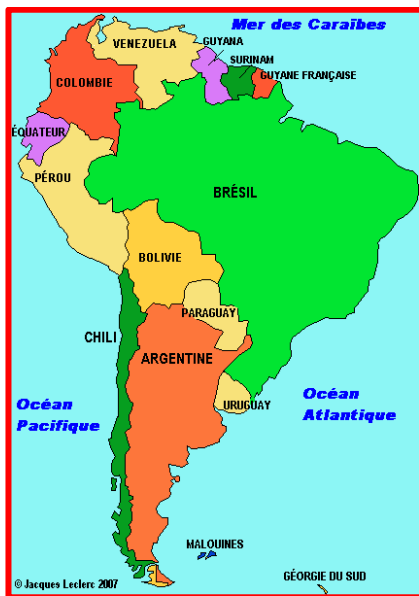 Mer des Caraïbes
VENEZUELA
GUYANA
SURINAM
GUYANE FRANÇAISE
COLOMBIE
ÉQUATEUR
PÉROU
BRÉSIL
BOLIVIE
PARAGUAY
CHILI
ARGENTINE
URUGUAY
Océan
Pacifique
Océan
Atlantique
MALOUINES
GÉORGIE DU SUD
© Jacques Leclerc 2007